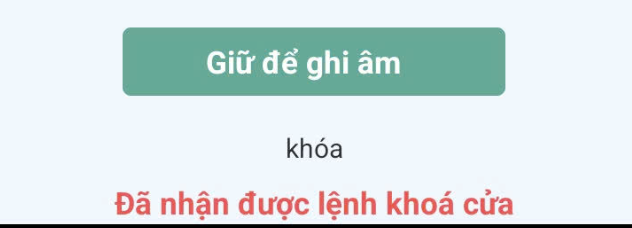 Giữ để ghi âm
khóa
Đã nhận được lệnh khoá cửa